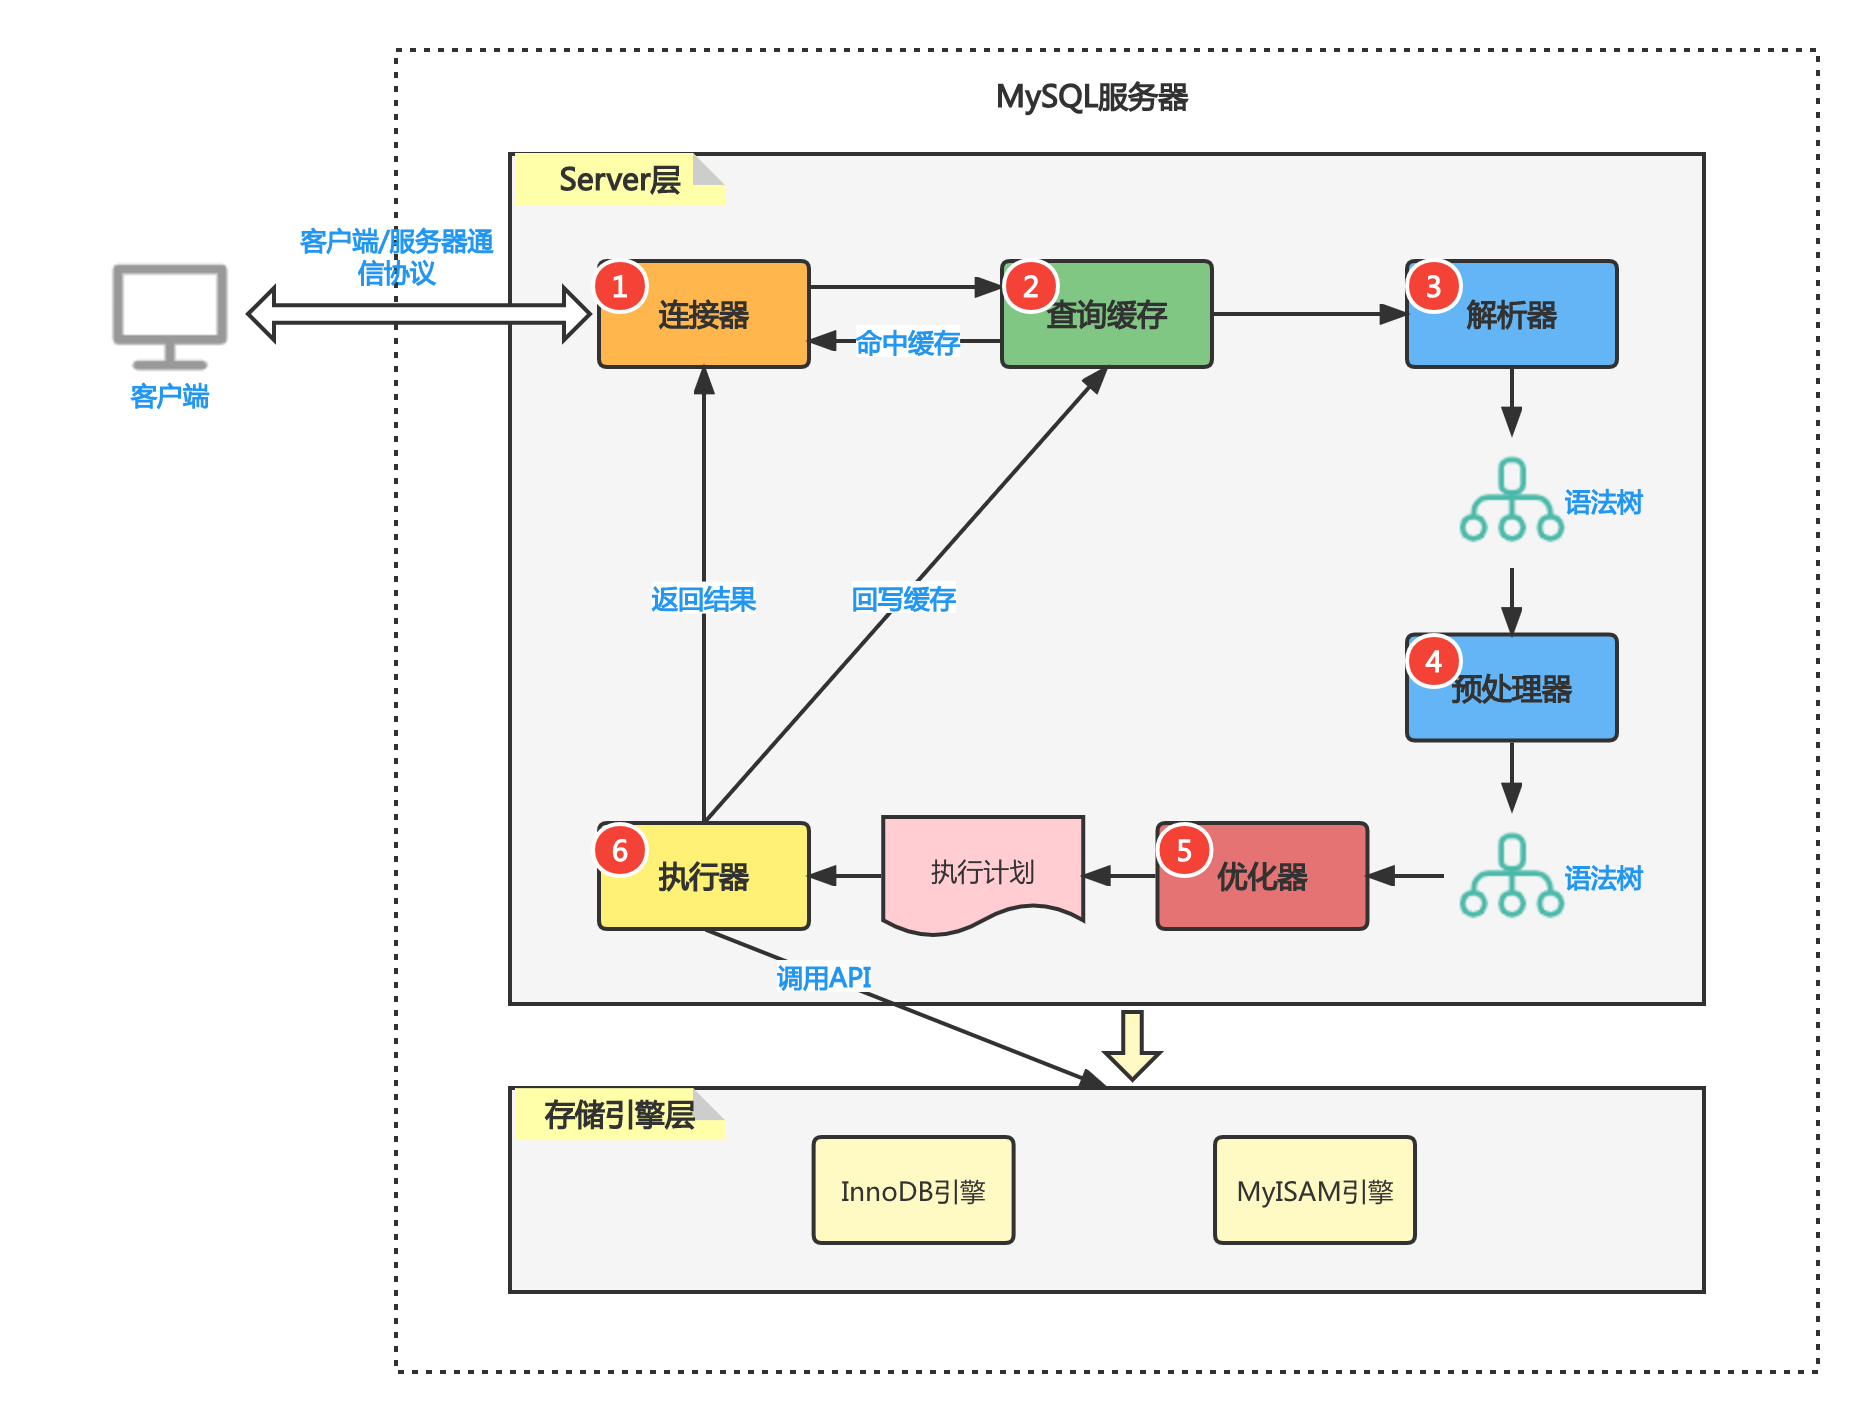 MySQL服务器
Server层
客户端/服务器通
信协议
客户端
1
连接器
2
查询缓存
3
解析器
命中缓存
语法树
返回结果
回写缓存
4
预处理器
6
执行器
执行计划
5
优化器
语法树
调用API
存储引擎层
InnoDB引擎
MyISAM引擎